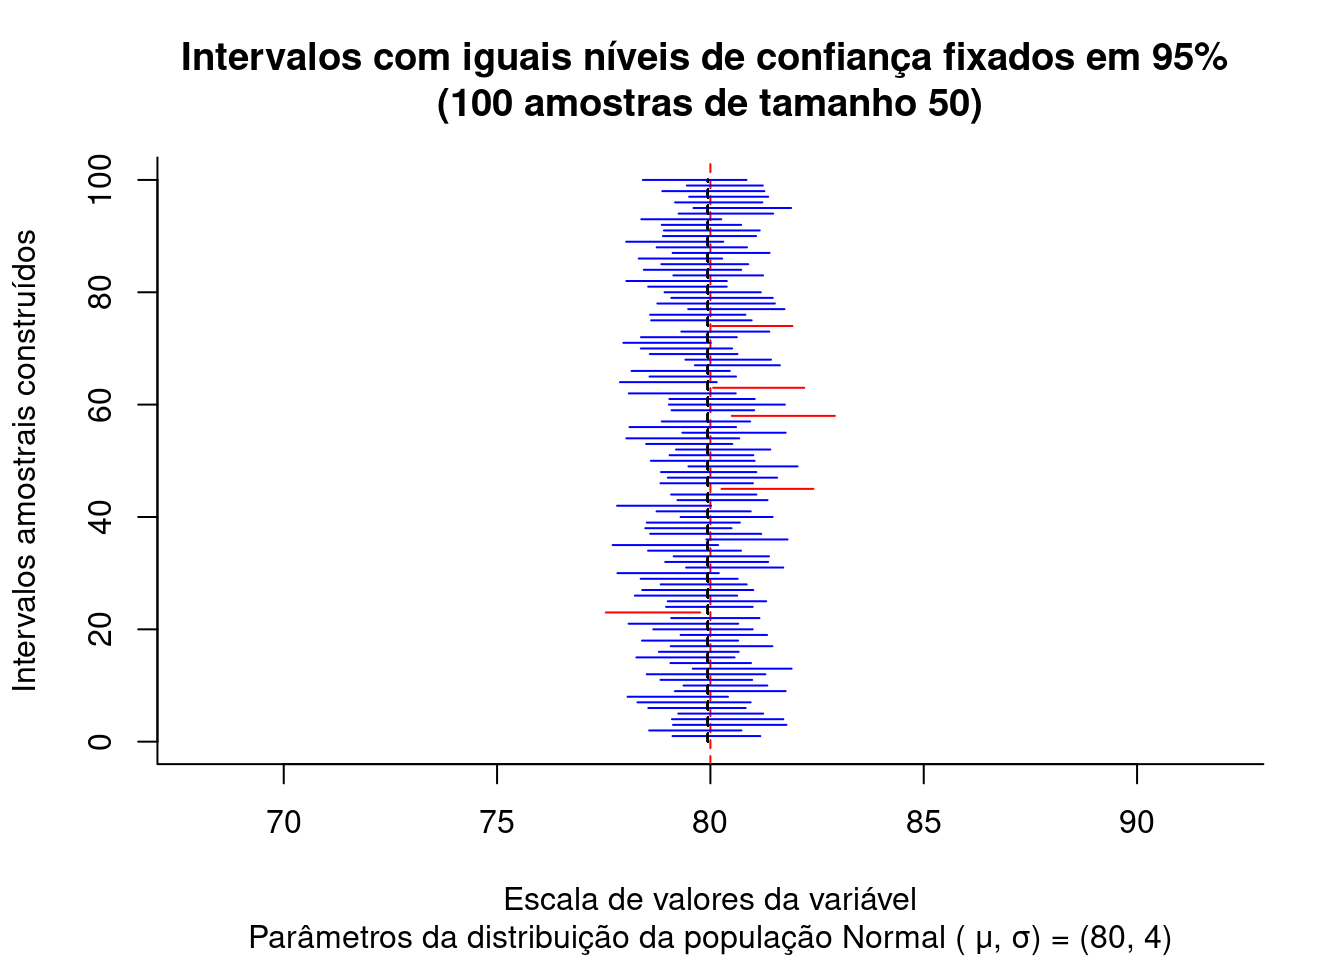 Intervalos com iguais níveis de confiança fixados em 95%
(100 amostras de tamanho 50)
Intervalos amostrais construídos
100
80
60
40
20
0
70 75 80 85 90
Escala de valores da variável
Parâmetros da distribuição da população Normal ( μ, σ) = (80, 4)